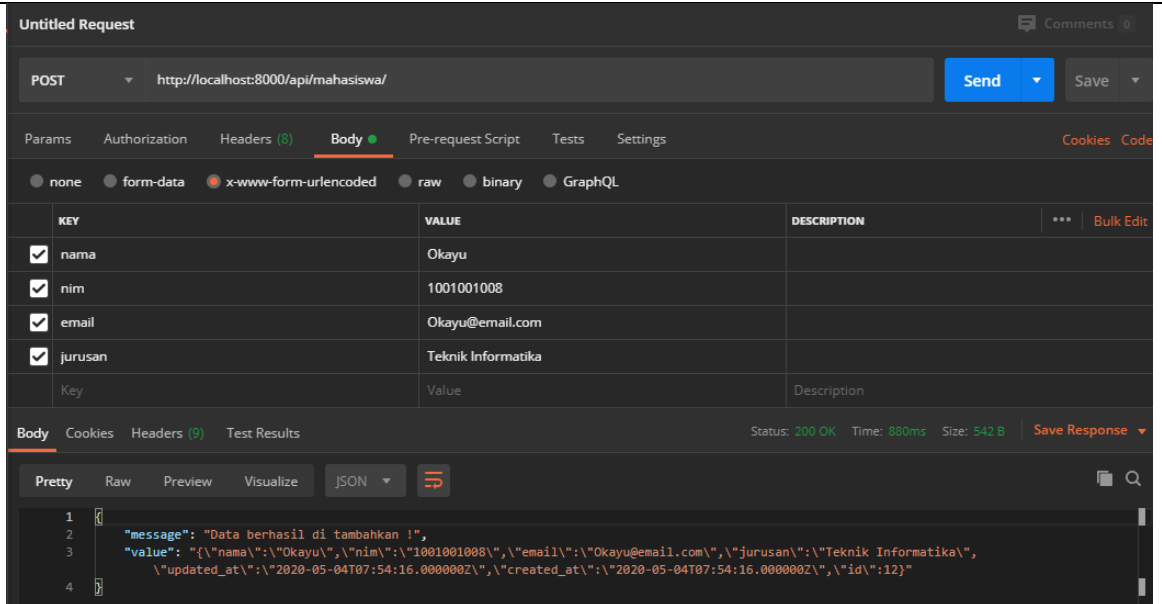 Untitled Request
Comments 0
POST http://localhost:8000/api/mahasiswa/ Send Save
Params Authorization Headers (8) Body Pre-request Script Tests Settings Cookies Code
none form-data x-www-form-urlencoded raw binary GraphQL
KEY VALUE DESCRIPTION ••• Bulk Edit
nama Okayu
nim 1001001008
email Okayu@email.com
jurusan Teknik Informatika
Key Value Description
Body Cookies Headers (9) Test Results Status: 200 OK Time: 880ms Size: 542 B Save Response
Pretty Raw Preview Visualize JSON
1 {
2 "message": "Data berhasil di tambahkan !",
3 "value": "{\"nama\":\"Okayu\",\"nim\":\"1001001008\",\"email\":\"Okayu@email.com\",\"jurusan\":\"Teknik Informatika\",
\"updated_at\":\"2020-05-04T07:54:16.000000Z\",\"created_at\":\"2020-05-04T07:54:16.000000Z\",\"id\":12}"
4 }